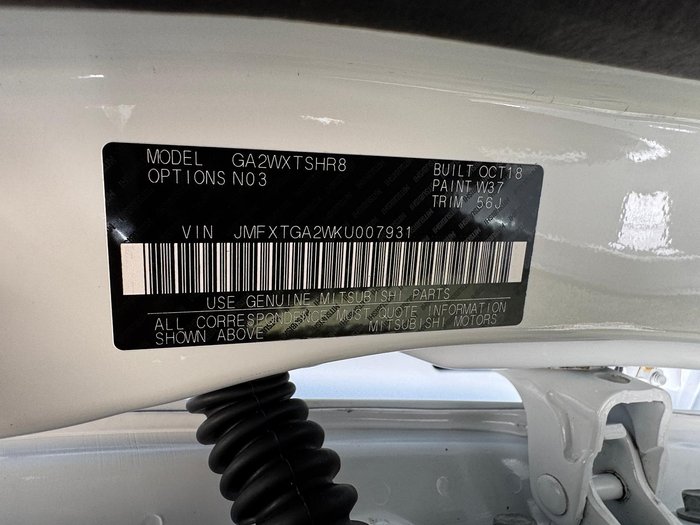 MODEL GA2WXTSHR8 BUILT OCT18
OPTIONS N03 PAINT W37
TRIM 56J
VIN JMFXTGA2WKU007931
USE GENUINE MITSUBISHI PARTS
ALL CORRESPONDENCE MUST QUOTE INFORMATION
SHOWN ABOVE MITSUBISHI MOTORS